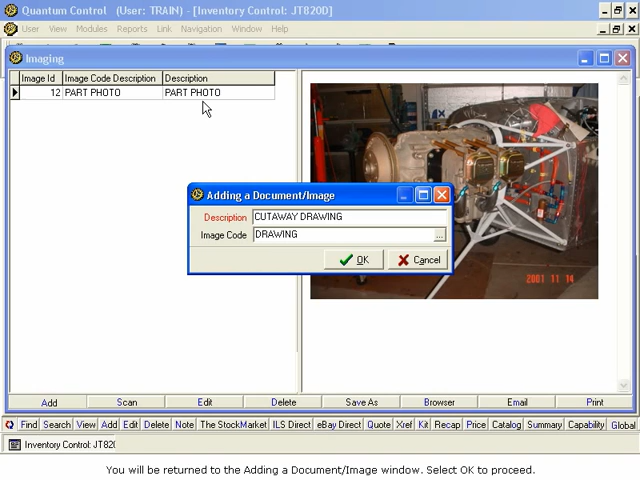 Quantum Control (User: TRAIN) - [Inventory Control: JT820D]
User View Modules Reports Link Navigation Window Help
Imaging
Image Id Image Code Description Description
12 PART PHOTO PART PHOTO
Adding a Document/Image
Description CUTAWAY DRAWING
Image Code DRAWING ...
OK Cancel
2001 11 14
Add Scan Edit Delete Save As Browser Email Print
Find Search View Add Edit Delete Note The StockMarket ILS Direct eBay Direct Quote Xref Kit Recap Price Catalog Summary Capability Global
Inventory Control: JT820
You will be returned to the Adding a Document/Image window. Select OK to proceed.